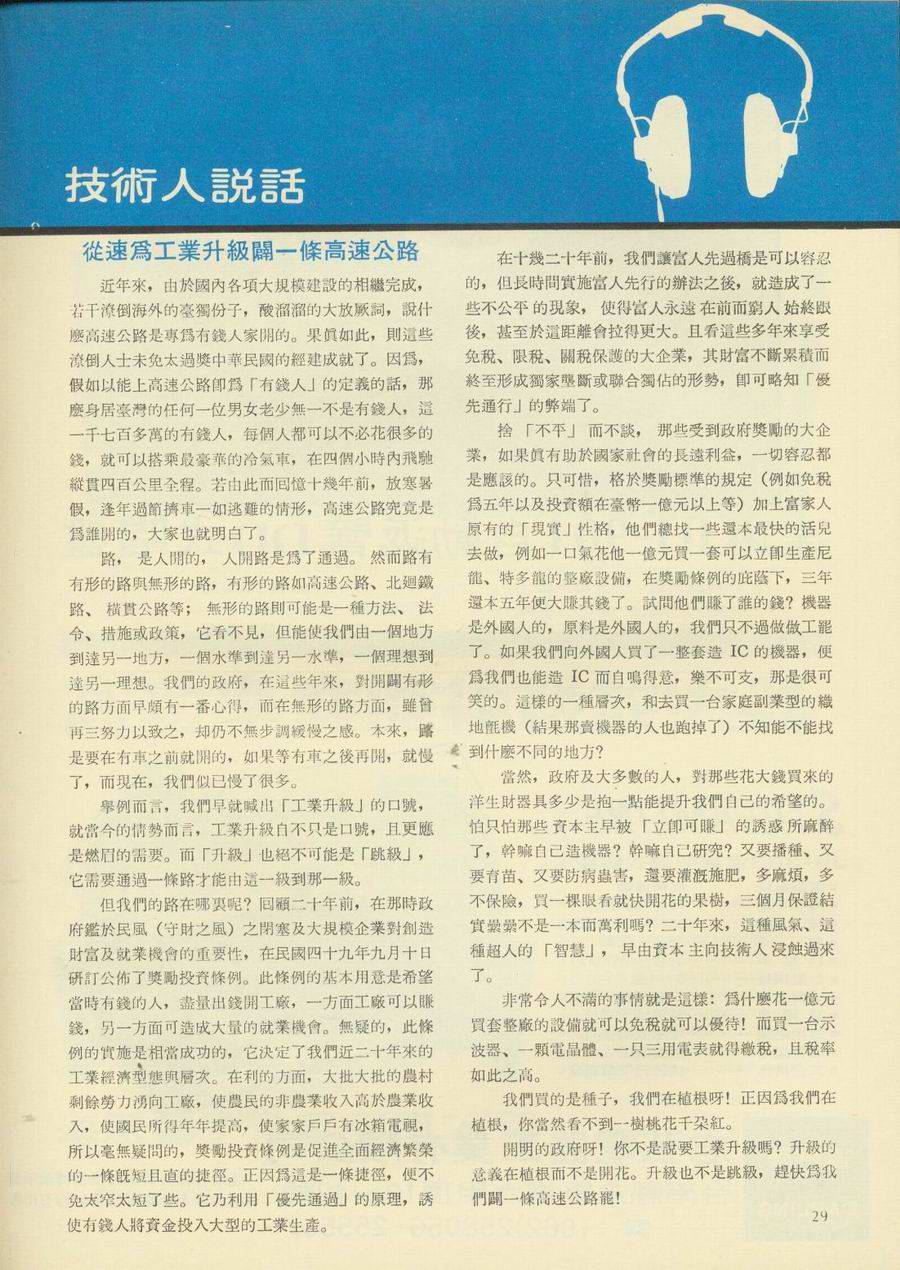 技術人説話
從速爲工業升級闢一條高速公路
近年來，由於國內各項大規模建設的相繼完成，
若干潦倒海外的臺獨份子，酸溜溜的大放厥詞，說什
麽高速公路是專爲有錢人家開的。果眞如此，則這些
潦倒人士未免太過獎中華民國的經建成就了。因爲，
假如以能上高速公路卽爲「有錢人」的定義的話，那
麽身居臺灣的任何一位男女老少無一不是有錢人，這
一千七百多萬的有錢人，每個人都可以不必花很多的
錢，就可以搭乘最豪華的冷氣車，在四個小時內飛馳
縱貫四百公里全程。若由此而囘憶十幾年前，放寒暑
假，逢年過節擠車一如逃難的情形，高速公路究竟是
爲誰開的，大家也就明白了。
路，是人開的，人開路是爲了通過。然而路有
有形的路與無形的路，有形的路如高速公路、北廻鐵
路、橫貫公路等；無形的路則可能是一種方法、法
令、措施或政策，它看不見，但能使我們由一個地方
到達另一地方，一個水準到達另一水準，一個理想到
達另一理想。我們的政府，在這些年來，對開闢有形
的路方面早頗有一番心得，而在無形的路方面，雖曾
再三努力以致之，却仍不無步調緩慢之感。本來，路
是要在有車之前就開的，如果等有車之後再開，就慢
了，而現在，我們似已慢了很多。
舉例而言，我們早就喊出「工業升級」的口號，
就當今的情勢而言，工業升級自不只是口號，且更應
是燃眉的需要。而「升級」也絕不可能是「跳級」，
它需要通過一條路才能由這一級到那一級。
但我們的路在哪裏呢？囘顧二十年前，在那時政
府鑑於民風（守財之風）之閉塞及大規模企業對創造
財富及就業機會的重要性，在民國四十九年九月十日
研訂公佈了獎勵投資條例。此條例的基本用意是希望
當時有錢的人，盡量出錢開工廠，一方面工廠可以賺
錢，另一方面可造成大量的就業機會。無疑的，此條
例的實施是相當成功的，它決定了我們近二十年來的
工業經濟型態與層次。在利的方面，大批大批的農村
剩餘勞力湧向工廠，使農民的非農業收入高於農業收
入，使國民所得年年提高，使家家戶戶有冰箱電視，
所以毫無疑問的，獎勵投資條例是促進全面經濟繁榮
的一條旣短且直的捷徑。正因爲這是一條捷徑，便不
免太窄太短了些。它乃利用「優先通過」的原理，誘
使有錢人將資金投入大型的工業生產。
在十幾二十年前，我們讓富人先過橋是可以容忍
的，但長時間實施富人先行的辦法之後，就造成了一
些不公平的現象，使得富人永遠在前而窮人始終跟
後，甚至於這距離會拉得更大。且看這些多年來享受
免稅、限稅、關稅保護的大企業，其財富不斷累積而
終至形成獨家壟斷或聯合獨佔的形勢，卽可略知「優
先通行」的弊端了。
捨「不平」而不談，那些受到政府獎勵的大企
業，如果眞有助於國家社會的長遠利益，一切容忍都
是應該的。只可惜，格於獎勵標準的規定（例如免稅
爲五年以及投資額在臺幣一億元以上等）加上富家人
原有的「現實」性格，他們總找一些還本最快的活兒
去做，例如一口氣花他一億元買一套可以立卽生產尼
龍、特多龍的整廠設備，在獎勵條例的庇蔭下，三年
還本五年便大賺其錢了。試問他們賺了誰的錢？機器
是外國人的，原料是外國人的，我們只不過做做工罷
了。如果我們向外國人買了一整套造 IC 的機器，便
爲我們也能造 IC 而自鳴得意，樂不可支，那是很可
笑的。這樣的一種層次，和去買一台家庭副業型的織
地氈機（結果那賣機器的人也跑掉了）不知能不能找
到什麽不同的地方？
當然，政府及大多數的人，對那些花大錢買來的
洋生財器具多少是抱一點能提升我們自己的希望的。
怕只怕那些資本主早被「立卽可賺」的誘惑所麻醉
了，幹嘛自己造機器？幹嘛自己研究？又要播種、又
要育苗、又要防病蟲害，還要灌漑施肥，多麻煩，多
不保險，買一棵眼看就快開花的果樹，三個月保證結
實纍纍不是一本而萬利嗎？二十年來，這種風氣、這
種超人的「智慧」，早由資本主向技術人浸蝕過來
了。
非常令人不滿的事情就是這樣：爲什麽花一億元
買套整廠的設備就可以免稅就可以優待！而買一台示
波器、一顆電晶體、一只三用電表就得繳稅，且稅率
如此之高。
我們買的是種子，我們在植根呀！正因爲我們在
植根，你當然看不到一樹桃花千朶紅。
開明的政府呀！你不是說要工業升級嗎？升級的
意義在植根而不是開花。升級也不是跳級，趕快爲我
們闢一條高速公路罷！
29